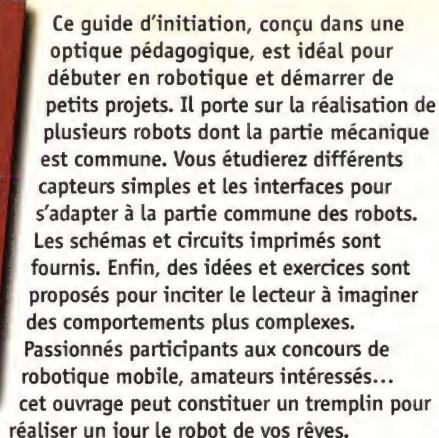 Ce guide d'initiation, conçu dans une
optique pédagogique, est idéal pour
débuter en robotique et démarrer de
petits projets. Il porte sur la réalisation de
plusieurs robots dont la partie mécanique
est commune. Vous étudierez différents
capteurs simples et les interfaces pour
s'adapter à la partie commune des robots.
Les schémas et circuits imprimés sont
fournis. Enfin, des idées et exercices sont
proposés pour inciter le lecteur à imaginer
des comportements plus complexes.
Passionnés participants aux concours de
robotique mobile, amateurs intéressés...
cet ouvrage peut constituer un tremplin pour
réaliser un jour le robot de vos rêves.